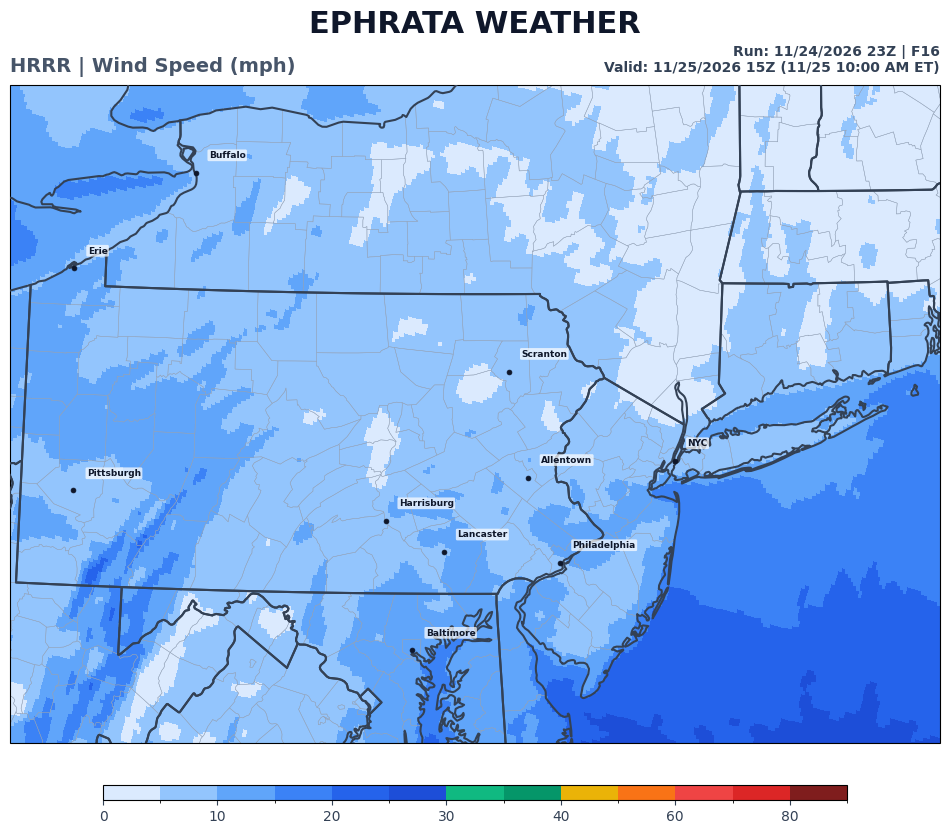 EPHRATA WEATHER
HRRR | Wind Speed (mph)
Run: 11/24/2026 23Z | F16
Valid: 11/25/2026 15Z (11/25 10:00 AM ET)
Buffalo
Erie
Scranton
NYC
Allentown
Pittsburgh
Harrisburg
Lancaster
Philadelphia
Baltimore
0 10 20 30 40 50 60 70 80